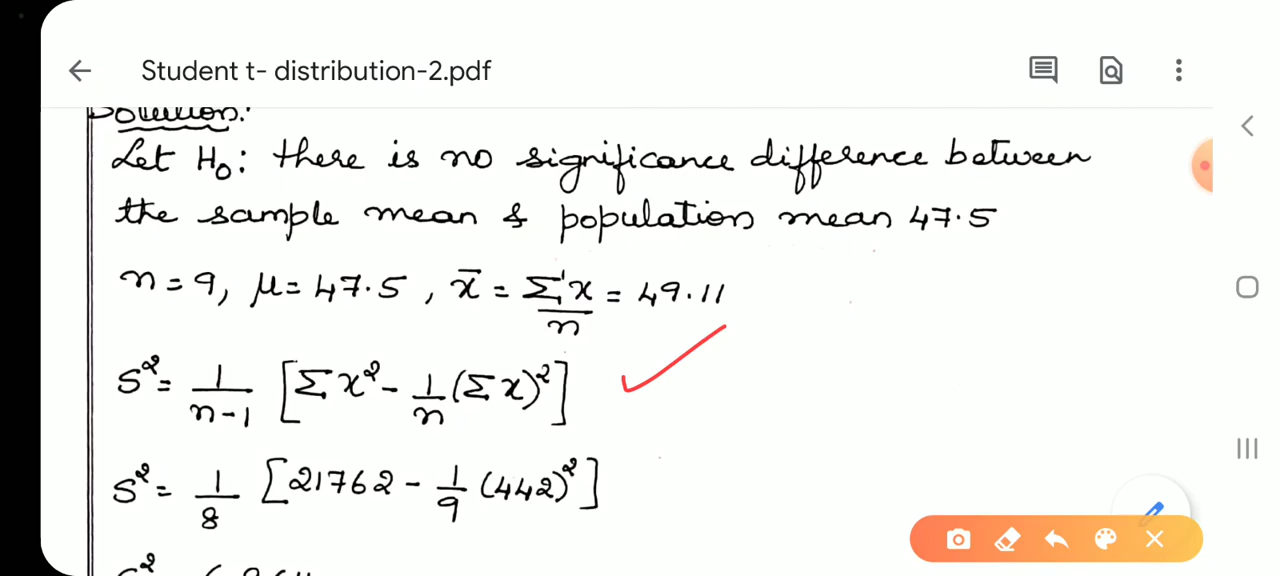 Student t- distribution-2.pdf
Solution:
Let H₀: there is no significance difference between
the sample mean & population mean 47.5
n = 9, μ = 47.5, x̄ = Σx/n = 49.11
S² = 1/(n-1) [Σx² - 1/n (Σx)²]
S² = 1/8 [21762 - 1/9 (442)²]